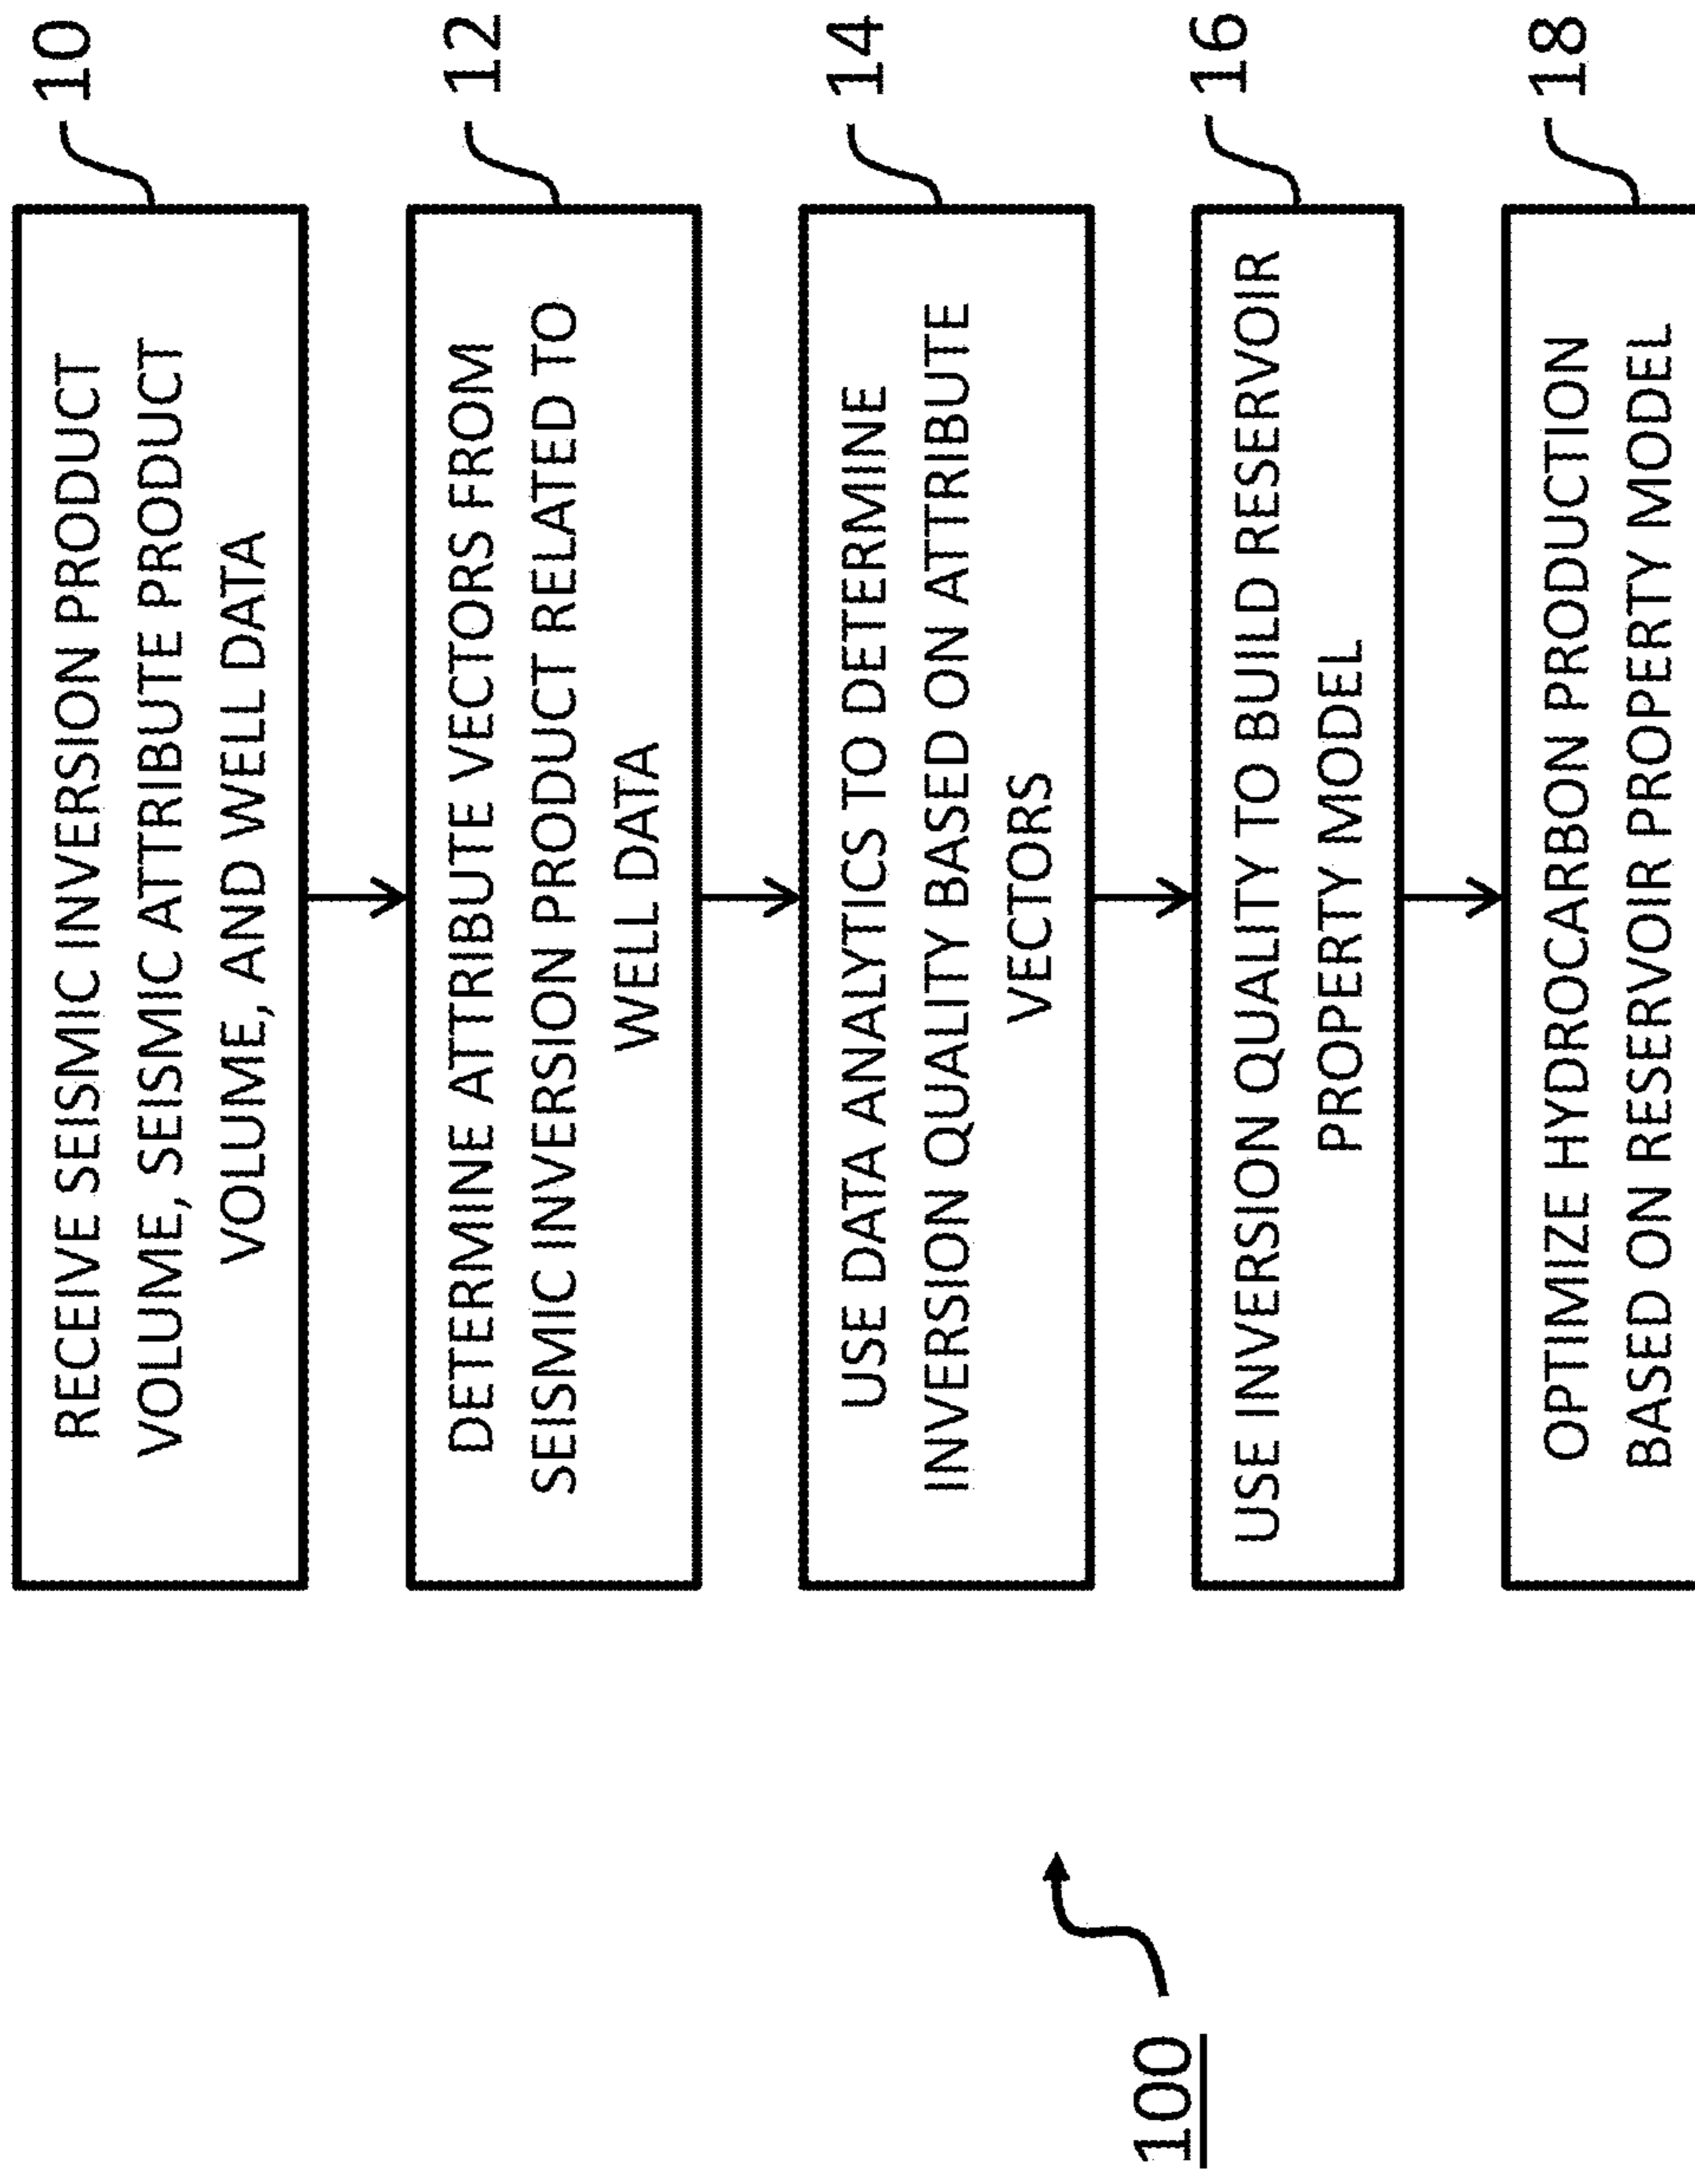 RECEIVE SEISMIC INVERSION PRODUCT
VOLUME, SEISMIC ATTRIBUTE PRODUCT
VOLUME, AND WELL DATA
10
DETERMINE ATTRIBUTE VECTORS FROM
SEISMIC INVERSION PRODUCT RELATED TO
WELL DATA
12
USE DATA ANALYTICS TO DETERMINE
INVERSION QUALITY BASED ON ATTRIBUTE
VECTORS
14
USE INVERSION QUALITY TO BUILD RESERVOIR
PROPERTY MODEL
16
OPTIMIZE HYDROCARBON PRODUCTION
BASED ON RESERVOIR PROPERTY MODEL
18
100